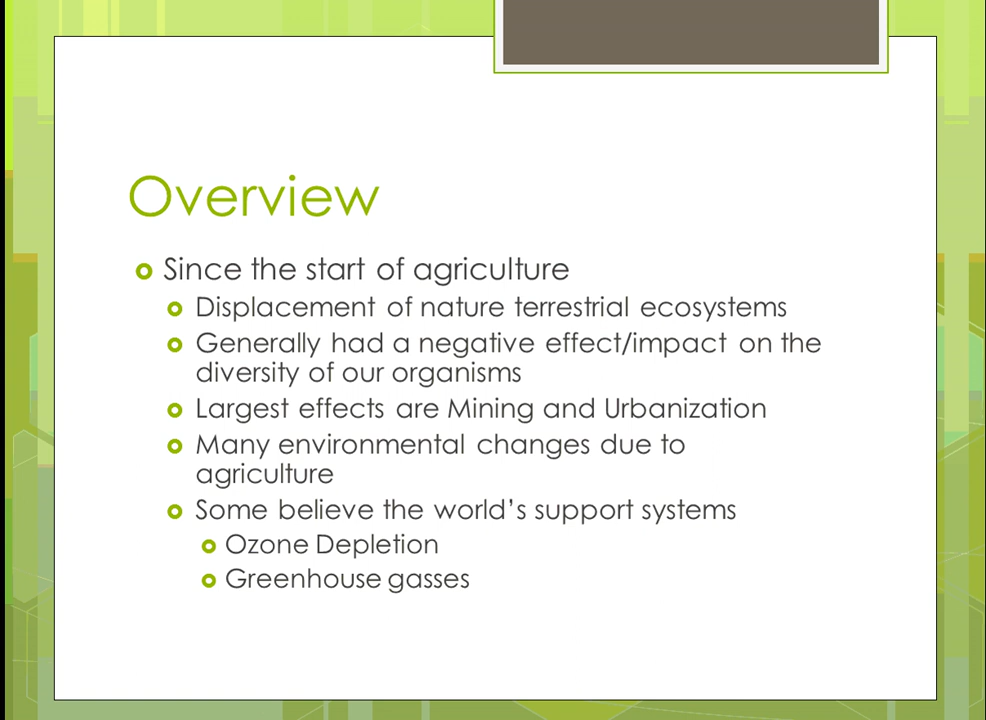 Overview
Since the start of agriculture
Displacement of nature terrestrial ecosystems
Generally had a negative effect/impact on the
diversity of our organisms
Largest effects are Mining and Urbanization
Many environmental changes due to
agriculture
Some believe the world’s support systems
Ozone Depletion
Greenhouse gasses